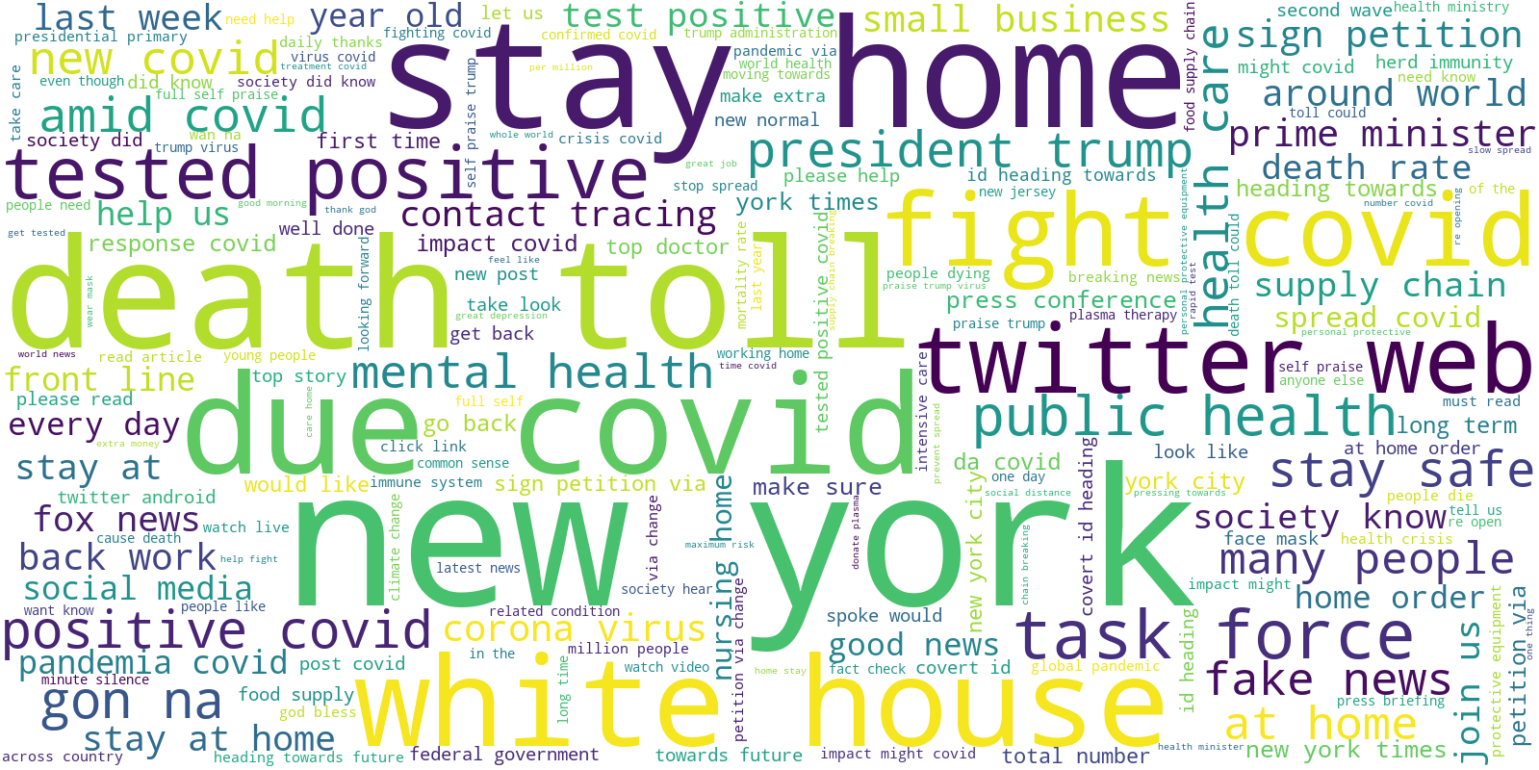 last week
need help
year old
let us
test positive
small business
second wave
health ministry
presidential primary
daily thanks
fighting covid
confirmed covid
trump administration
sign petition
new covid
virus covid
treatment covid
per million
stay home
pandemic via
world health
moving towards
food supply chain
health care
might covid
herd immunity
even though
did know
society did know
take care
full self praise
self praise trump
make extra
need know
around world
amid covid
wan na
first time
whole world
crisis covid
new normal
toll could
society did
trump virus
prime minister
tested positive
great job
president trump
slow spread
stop spread
please help
id heading towards
death rate
people need
good morning
thank god
new jersey
heading towards
of the
help us
contact tracing
york times
fight covid
number covid
personal protective equipment
re opening
get tested
well done
response covid
impact covid
top doctor
tested positive covid
feel like
looking forward
new post
mortality rate
last year
supply chain breaking
people dying
breaking news
rapid test
death toll could
supply chain
praise trump virus
wear mask
death toll
take look
press conference
great depression
plasma therapy
spread covid
praise trump
get back
personal protective
world news
read article
young people
working home
time covid
twitter web
front line
top story
mental health
self praise
anyone else
please read
care home
full self
intensive care
must read
every day
due covid
go back
public health
long term
extra money
click link
prevent spread
at home order
stay at
common sense
da covid
look like
would like
immune system
sign petition via
make sure
one day
stay safe
twitter android
social distance
york city
pressing towards
people die
fox news
watch live
new york
society know
tell us
re open
cause death
climate change
via change
nursing home
donate plasma
new york city
covert id heading
face mask
health crisis
back work
help fight
maximum risk
chain breaking
many people
latest news
social media
society hear
impact might
home order
want know
people like
related condition
spoke would
petition via
one thing
positive covid
corona virus
million people
good news
task force
protective equipment
join us
pandemia covid
post covid
in the
watch video
home stay
fact check
covert id
global pandemic
id heading
fake news
minute silence
food supply
long time
petition via change
press briefing
gon na
god bless
white house
at home
stay at home
across country
heading towards future
federal government
towards future
impact might covid
total number
health minister
new york times